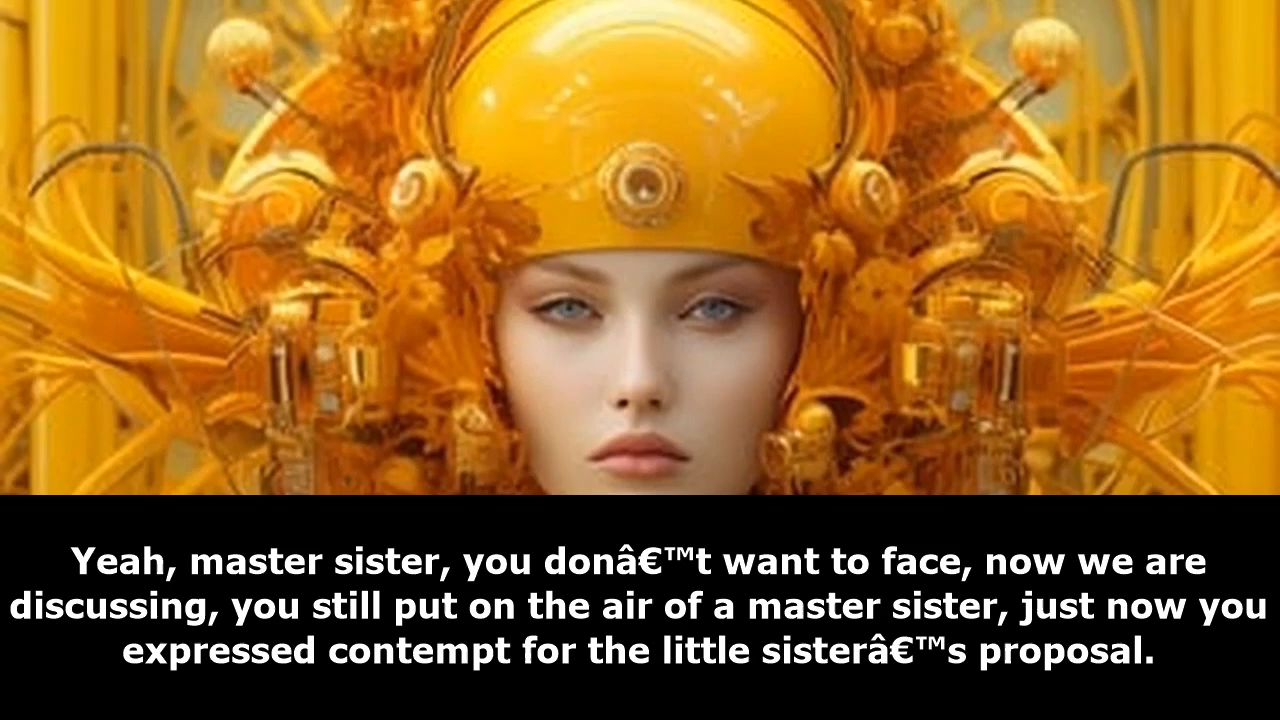 Yeah, master sister, you donâ€™t want to face, now we are
discussing, you still put on the air of a master sister, just now you
expressed contempt for the little sisterâ€™s proposal.